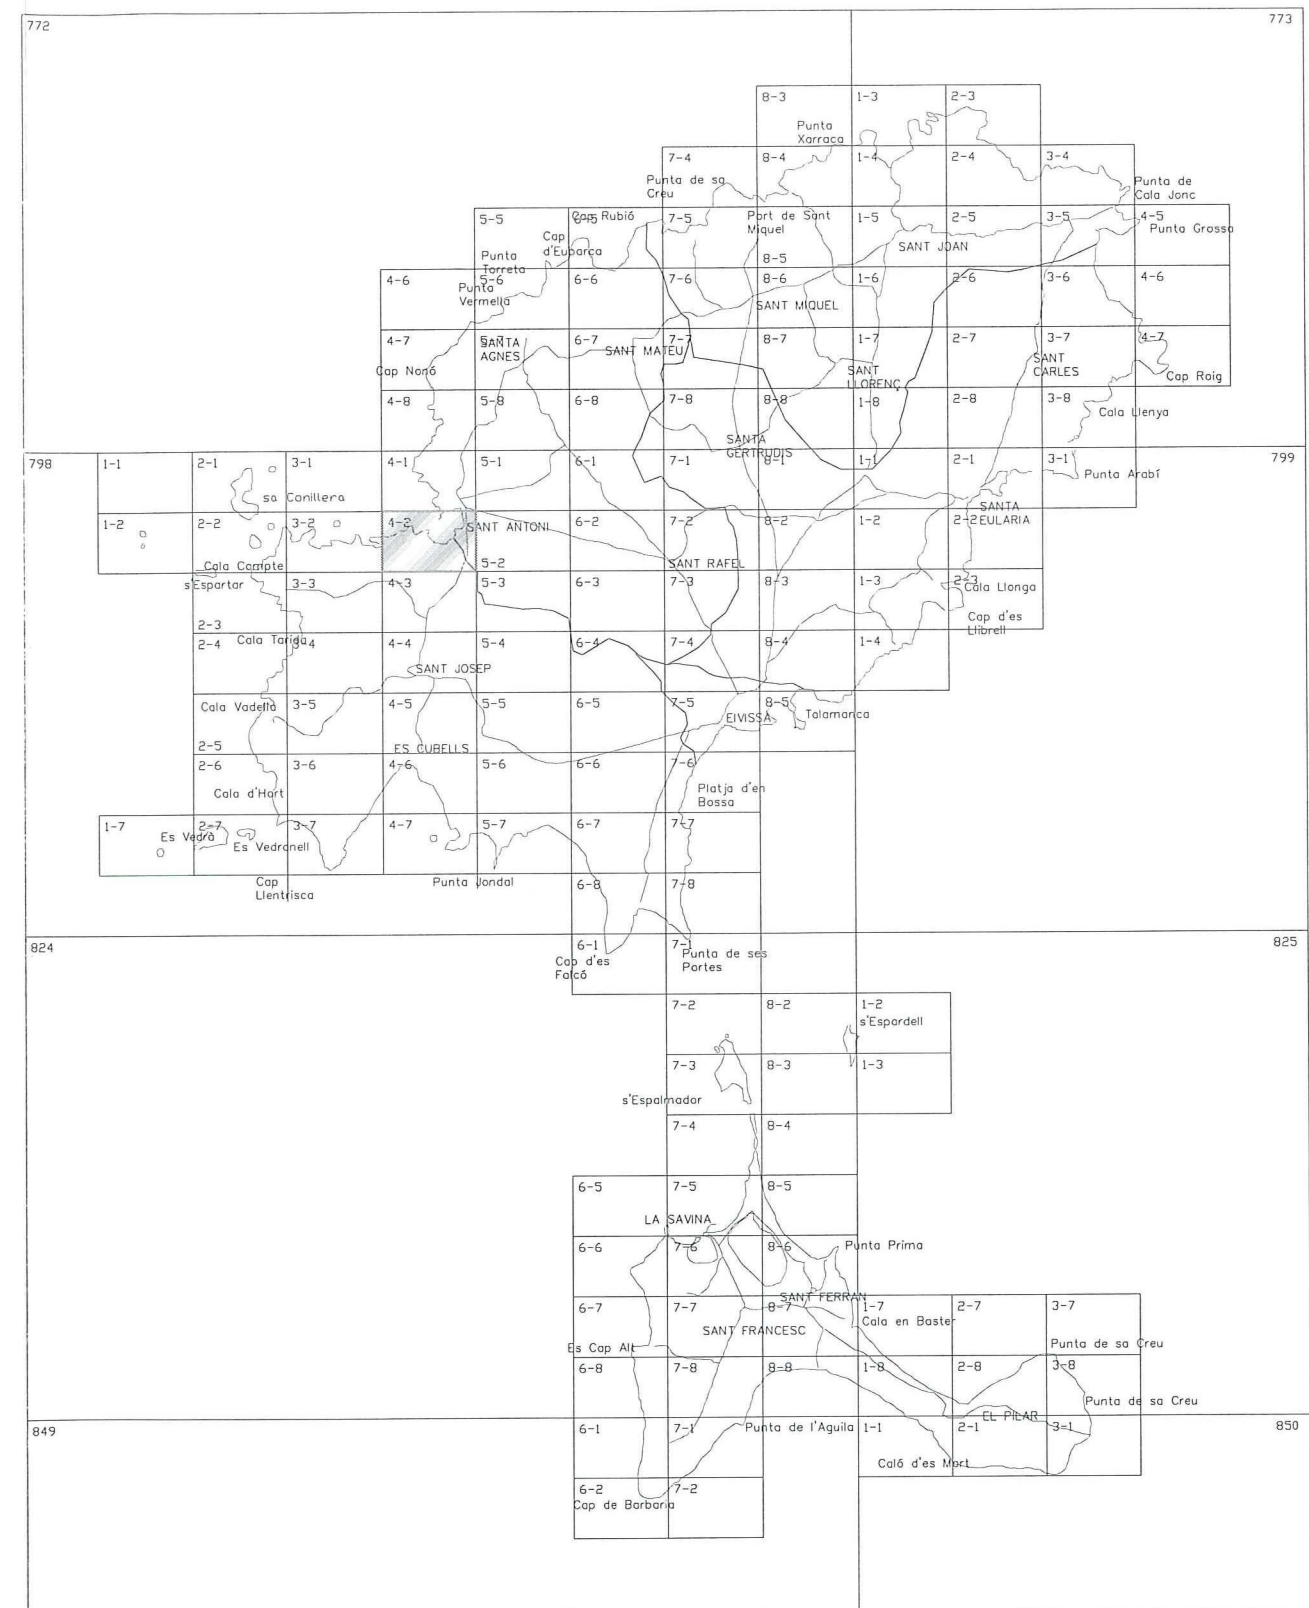 772
773
8-3
1-3
2-3
Punta
Xarraca
7-4
8-4
1-4
2-4
3-4
Punta de sa
Creu
Punta de
Cala Jonc
5-5
Cap Rubió
6-5
7-5
Port de Sant
Miquel
1-5
2-5
3-5
4-5
Punta Grossa
Cap
d'Eubarca
SANT JOAN
Punta
Torreta
8-5
4-6
5-6
6-6
7-6
8-6
1-6
2-6
3-6
4-6
Punta
Vermella
SANT MIQUEL
4-7
5-7
SANTA
AGNES
6-7
SANT MATEU
7-7
8-7
1-7
2-7
3-7
4-7
SANT
CARLES
Cap Nonó
SANT
LLORENÇ
Cap Roig
4-8
5-8
6-8
7-8
8-8
1-8
2-8
3-8
Cala Llenya
SANTA
GERTRUDIS
798
1-1
2-1
3-1
4-1
5-1
6-1
7-1
8-1
1-1
2-1
3-1
799
Punta Arabí
sa Conillera
SANTA
EULARIA
1-2
2-2
3-2
4-2
SANT ANTONI
6-2
7-2
8-2
1-2
2-2
Cala Compte
5-2
SANT RAFEL
s'Espartar
3-3
4-3
5-3
6-3
7-3
8-3
1-3
2-3
Cala Llonga
2-3
Cap d'es
Llibrell
2-4
Cala Tarida
3-4
4-4
5-4
6-4
7-4
8-4
1-4
SANT JOSEP
Cala Vadella
3-5
4-5
5-5
6-5
7-5
8-5
EIVISSA
Talamanca
2-5
ES CUBELLS
2-6
3-6
4-6
5-6
6-6
7-6
Cala d'Hort
Platja d'en
Bossa
1-7
2-7
3-7
4-7
5-7
6-7
7-7
Es Vedrà
Es Vedranell
Cap
Llentrisca
Punta Jondal
6-8
7-8
824
825
6-1
7-1
Cap d'es
Falcó
Punta de ses
Portes
7-2
8-2
1-2
s'Espardell
7-3
8-3
1-3
s'Espalmador
7-4
8-4
6-5
7-5
8-5
LA SAVINA
6-6
7-6
8-6
Punta Prima
SANT FERRAN
6-7
7-7
8-7
1-7
2-7
3-7
Cala en Baster
SANT FRANCESC
Es Cap Alt
Punta de sa Creu
6-8
7-8
8-8
1-8
2-8
3-8
Punta de sa Creu
EL PILAR
849
850
6-1
7-1
Punta de l'Aguila
1-1
2-1
3-1
Caló d'es Mort
6-2
7-2
Cap de Barbaria